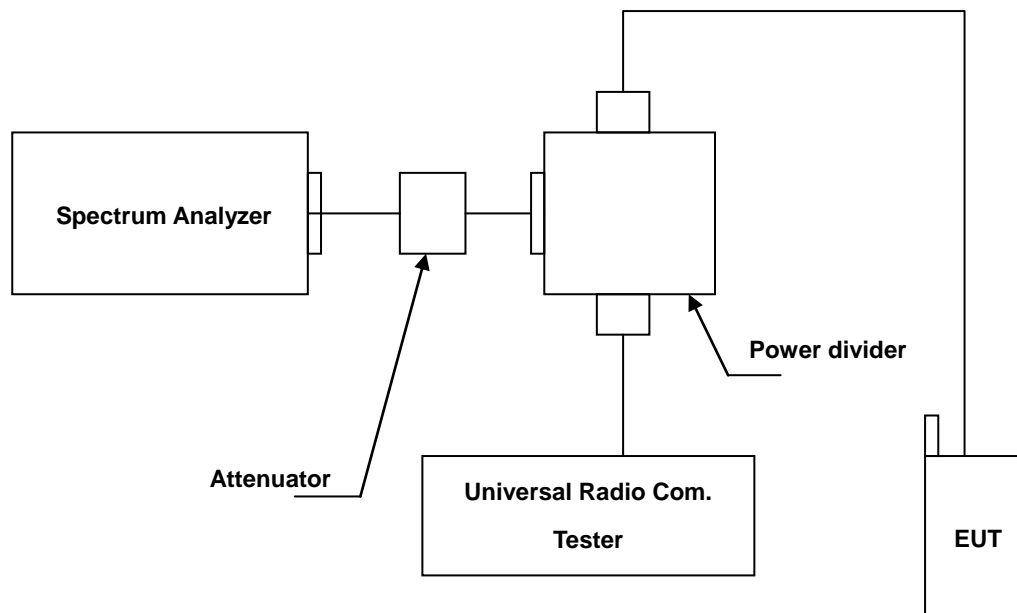 Spectrum Analyzer
Power divider
Attenuator
Universal Radio Com.
Tester
EUT